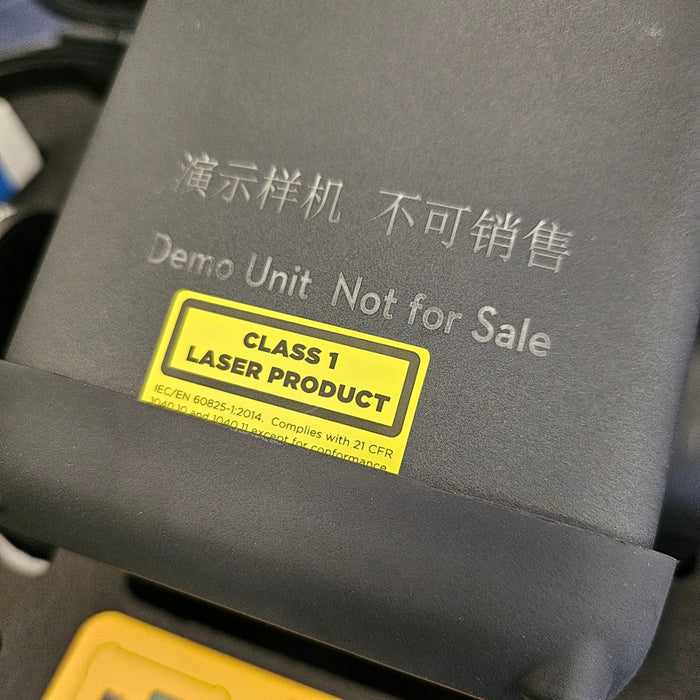 演示样机 不可销售
Demo Unit Not for Sale
CLASS 1
LASER PRODUCT
IEC/EN 60825-1:2014. Complies with 21 CFR
1040.10 and 1040.11 except for conformance